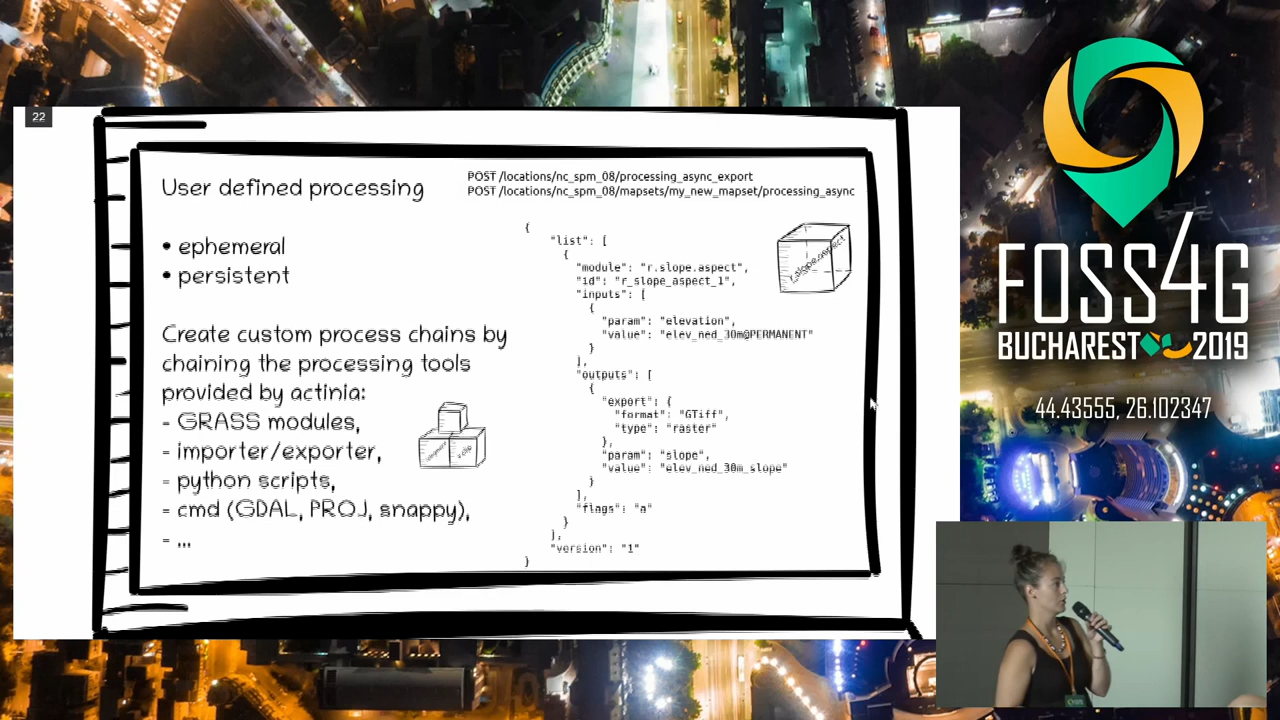 22
User defined processing
POST /locations/nc_spm_08/processing_async_export
POST /locations/nc_spm_08/mapsets/my_new_mapset/processing_async
• ephemeral
• persistent
Create custom process chains by
chaining the processing tools
provided by actinia:
- GRASS modules,
- importer/exporter,
- python scripts,
- cmd (GDAL, PROJ, snappy),
- ...
{
"list": [
{
"module": "r.slope.aspect",
"id": "r_slope_aspect_1",
"inputs": [
{
"param": "elevation",
"value": "elev_ned_30m@PERMANENT"
}
],
"outputs": [
{
"export": {
"format": "GTiff",
"type": "raster"
},
"param": "slope",
"value": "elev_ned_30m_slope"
}
],
"flags": "a"
}
],
"version": "1"
}
r.slope.aspect
FOSS4G
BUCHAREST 2019
44.43555, 26.102347